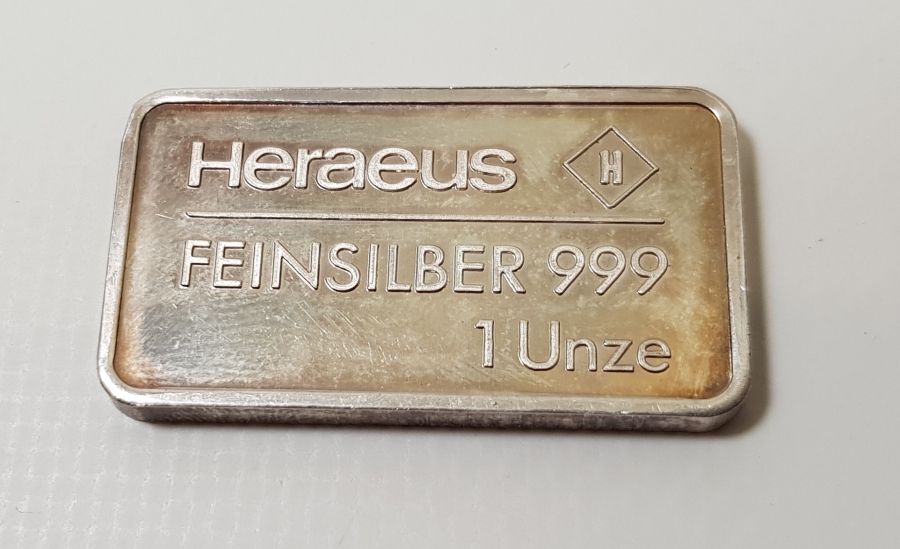 Heraeus H
FEINSILBER 999
1 Unze